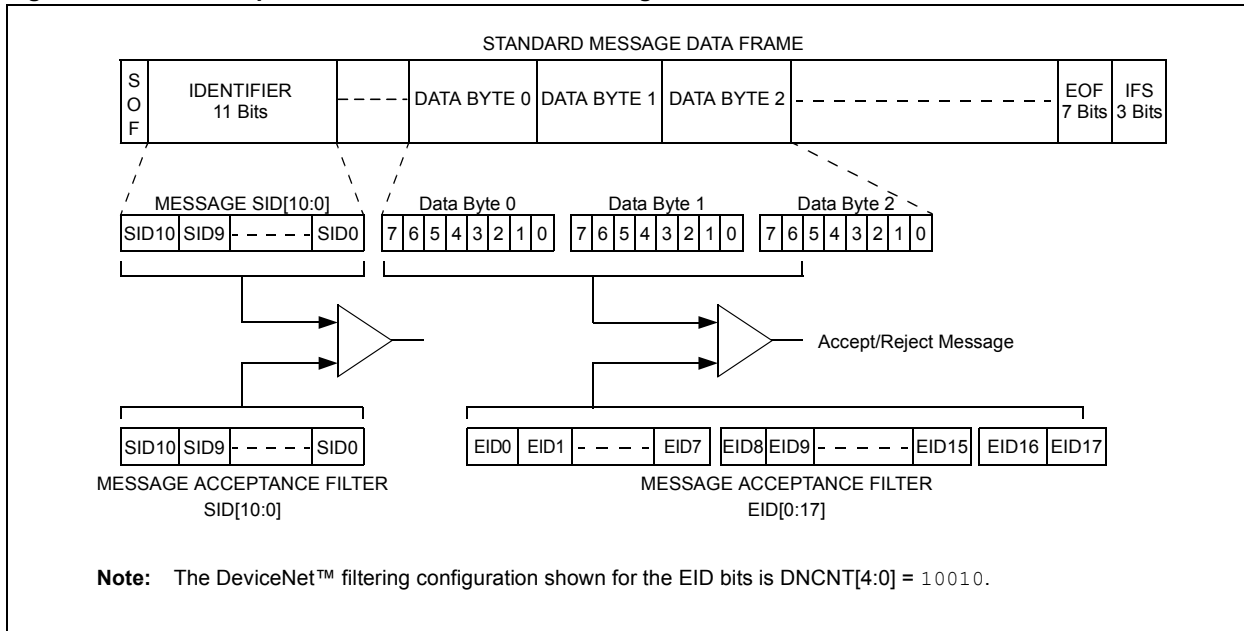 STANDARD MESSAGE DATA FRAME
S
O
F
IDENTIFIER
11 Bits
DATA BYTE 0
DATA BYTE 1
DATA BYTE 2
EOF
7 Bits
IFS
3 Bits
MESSAGE SID[10:0]
SID10 SID9 - - - - - SID0
Data Byte 0
7 6 5 4 3 2 1 0
Data Byte 1
7 6 5 4 3 2 1 0
Data Byte 2
7 6 5 4 3 2 1 0
Accept/Reject Message
SID10 SID9 - - - - - SID0
MESSAGE ACCEPTANCE FILTER
SID[10:0]
EID0 EID1 - - - - EID7
EID8 EID9 - - - - - EID15
EID16 EID17
MESSAGE ACCEPTANCE FILTER
EID[0:17]
Note: The DeviceNet™ filtering configuration shown for the EID bits is DNCNT[4:0] = 10010.